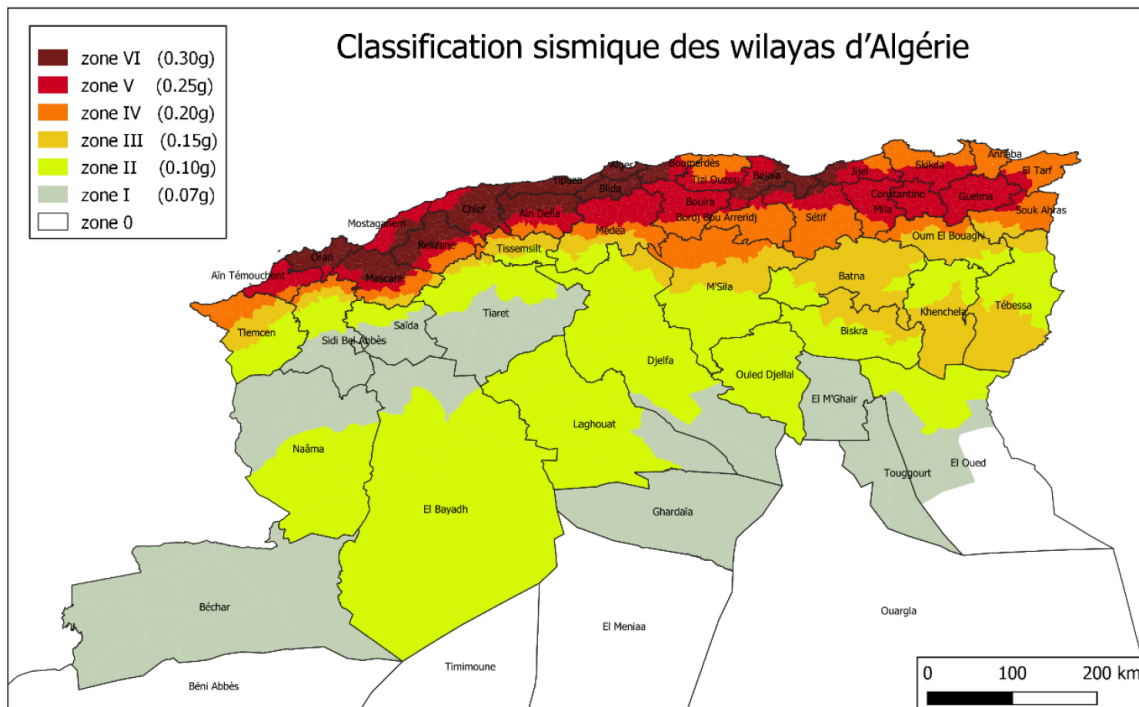 Classification sismique des wilayas d'Algérie
zone VI (0.30g)
zone V (0.25g)
zone IV (0.20g)
zone III (0.15g)
zone II (0.10g)
zone I (0.07g)
zone 0
Alger
Boumerdès
Tipaza
Blida
Tizi Ouzou
Béjaïa
Jijel
Skikda
Annaba
El Tarf
Mostaganem
Chlef
Aïn Defla
Bouira
Constantine
Guelma
Mila
Souk Ahras
Oran
Relizane
Médéa
Bordj Bou Arreridj
Sétif
Oum El Bouaghi
Aïn Témouchent
Mascara
Tissemsilt
M'Sila
Batna
Tlemcen
Sidi Bel Abbès
Saïda
Tiaret
Djelfa
Biskra
Khenchela
Tébessa
Ouled Djellal
El M'Ghair
Naâma
Laghouat
Touggourt
El Oued
El Bayadh
Ghardaïa
Béchar
El Meniaa
Ouargla
Timimoune
Béni Abbès
0 100 200 km